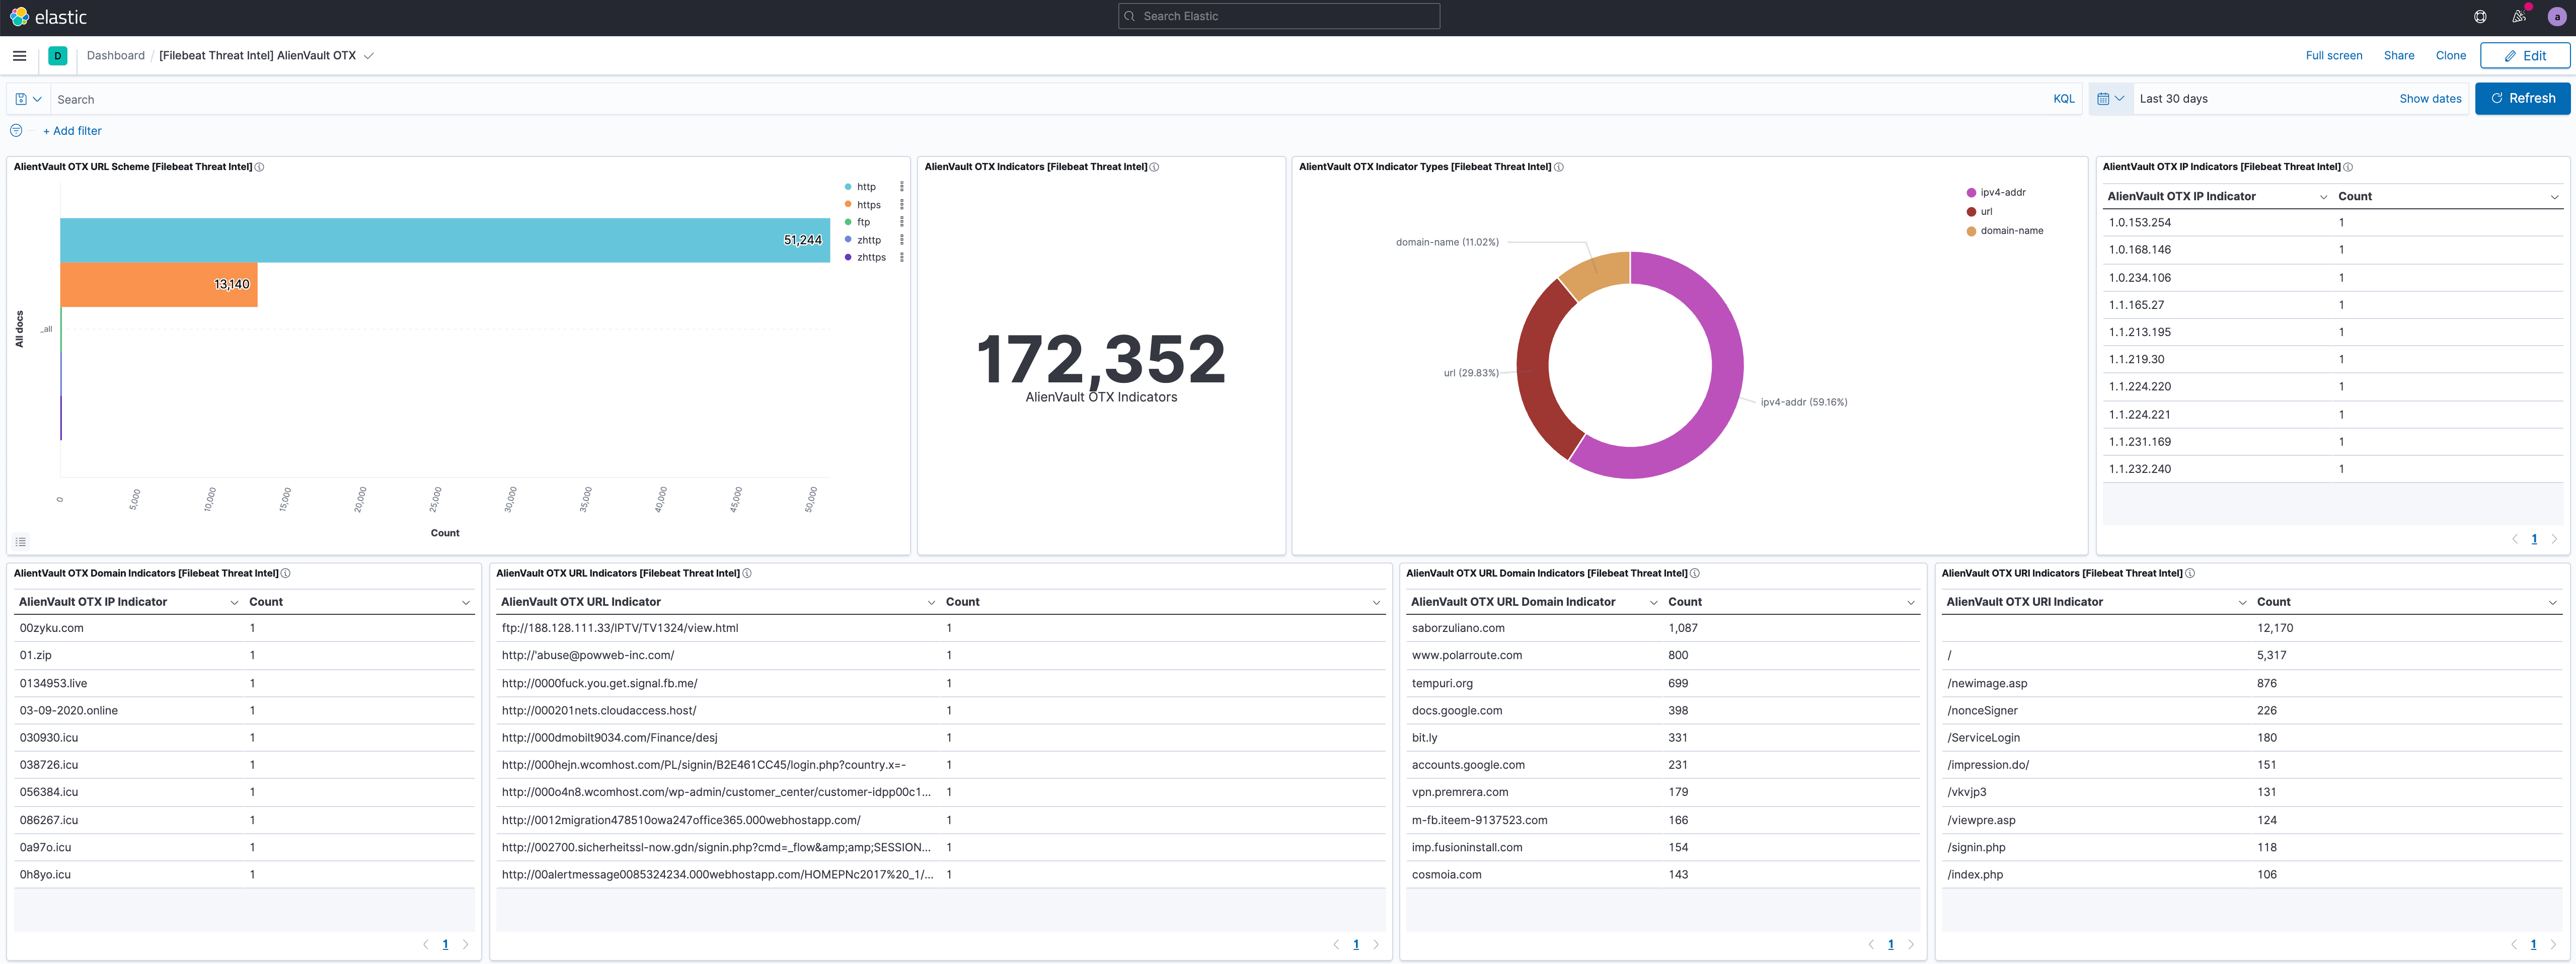 elastic
Search Elastic
a
D
Dashboard / [Filebeat Threat Intel] AlienVault OTX
Full screen Share Clone Edit
Search
KQL
Last 30 days
Show dates
Refresh
+ Add filter
AlientVault OTX URL Scheme [Filebeat Threat Intel]
http
https
ftp
zhttp
zhttps
51,244
13,140
All docs
_all
0 5,000 10,000 15,000 20,000 25,000 30,000 35,000 40,000 45,000 50,000
Count
AlienVault OTX Indicators [Filebeat Threat Intel]
172,352
AlienVault OTX Indicators
AlientVault OTX Indicator Types [Filebeat Threat Intel]
ipv4-addr
url
domain-name
domain-name (11.02%)
url (29.83%)
ipv4-addr (59.16%)
AlientVault OTX IP Indicators [Filebeat Threat Intel]
AlienVault OTX IP Indicator Count
1.0.153.254 1
1.0.168.146 1
1.0.234.106 1
1.1.165.27 1
1.1.213.195 1
1.1.219.30 1
1.1.224.220 1
1.1.224.221 1
1.1.231.169 1
1.1.232.240 1
1
AlientVault OTX Domain Indicators [Filebeat Threat Intel]
AlienVault OTX IP Indicator Count
00zyku.com 1
01.zip 1
0134953.live 1
03-09-2020.online 1
030930.icu 1
038726.icu 1
056384.icu 1
086267.icu 1
0a97o.icu 1
0h8yo.icu 1
1
AlienVault OTX URL Indicators [Filebeat Threat Intel]
AlienVault OTX URL Indicator Count
ftp://188.128.111.33/IPTV/TV1324/view.html 1
http://'abuse@powweb-inc.com/ 1
http://0000fuck.you.get.signal.fb.me/ 1
http://000201nets.cloudaccess.host/ 1
http://000dmobilt9034.com/Finance/desj 1
http://000hejn.wcomhost.com/PL/signin/B2E461CC45/login.php?country.x=- 1
http://000o4n8.wcomhost.com/wp-admin/customer_center/customer-idpp00c1... 1
http://0012migration478510owa247office365.000webhostapp.com/ 1
http://002700.sicherheitssl-now.gdn/signin.php?cmd=_flow&amp;amp;SESSION... 1
http://00alertmessage0085324234.000webhostapp.com/HOMEPNc2017%20_1/... 1
1
AlienVault OTX URL Domain Indicators [Filebeat Threat Intel]
AlienVault OTX URL Domain Indicator Count
saborzuliano.com 1,087
www.polarroute.com 800
tempuri.org 699
docs.google.com 398
bit.ly 331
accounts.google.com 231
vpn.premrera.com 179
m-fb.iteem-9137523.com 166
imp.fusioninstall.com 154
cosmoia.com 143
1
AlienVault OTX URI Indicators [Filebeat Threat Intel]
AlienVault OTX URI Indicator Count
12,170
/ 5,317
/newimage.asp 876
/nonceSigner 226
/ServiceLogin 180
/impression.do/ 151
/vkvjp3 131
/viewpre.asp 124
/signin.php 118
/index.php 106
1